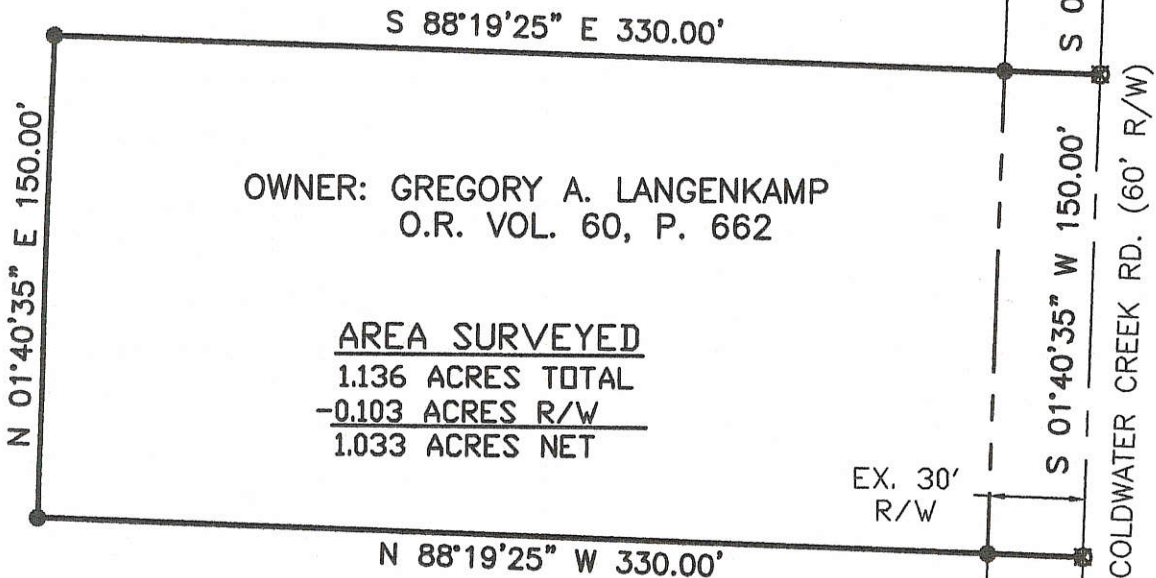 S 88°19'25" E 330.00'
S 0
N 01°40'35" E 150.00'
OWNER: GREGORY A. LANGENKAMP
O.R. VOL. 60, P. 662
AREA SURVEYED
1.136 ACRES TOTAL
-0.103 ACRES R/W
1.033 ACRES NET
EX. 30'
R/W
S 01°40'35" W 150.00'
COLDWATER CREEK RD. (60' R/W)
N 88°19'25" W 330.00'